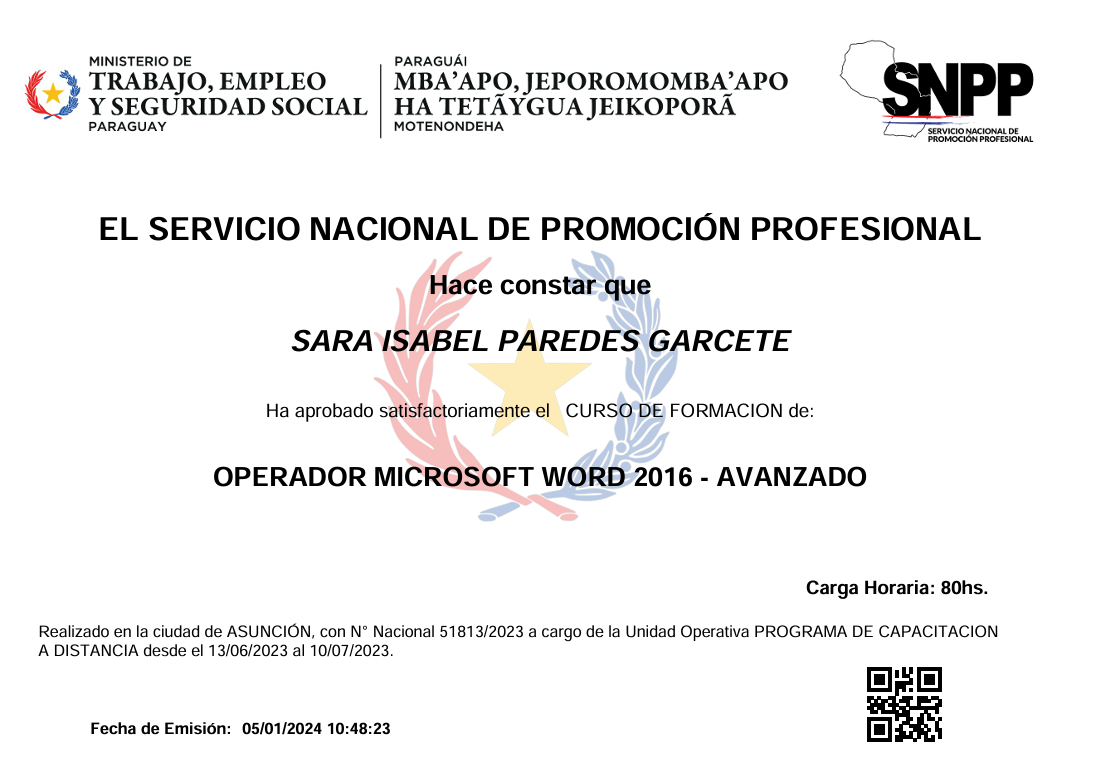 MINISTERIO DE
TRABAJO, EMPLEO
Y SEGURIDAD SOCIAL
PARAGUAY
PARAGUÁI
MBA’APO, JEPOROMOMBA’APO
HA TETÃYGUA JEIKOPORÃ
MOTENONDEHA
SNPP
SERVICIO NACIONAL DE
PROMOCIÓN PROFESIONAL
EL SERVICIO NACIONAL DE PROMOCIÓN PROFESIONAL
Hace constar que
SARA ISABEL PAREDES GARCETE
Ha aprobado satisfactoriamente el CURSO DE FORMACION de:
OPERADOR MICROSOFT WORD 2016 - AVANZADO
Carga Horaria: 80hs.
Realizado en la ciudad de ASUNCIÓN, con N° Nacional 51813/2023 a cargo de la Unidad Operativa PROGRAMA DE CAPACITACION
A DISTANCIA desde el 13/06/2023 al 10/07/2023.
Fecha de Emisión: 05/01/2024 10:48:23